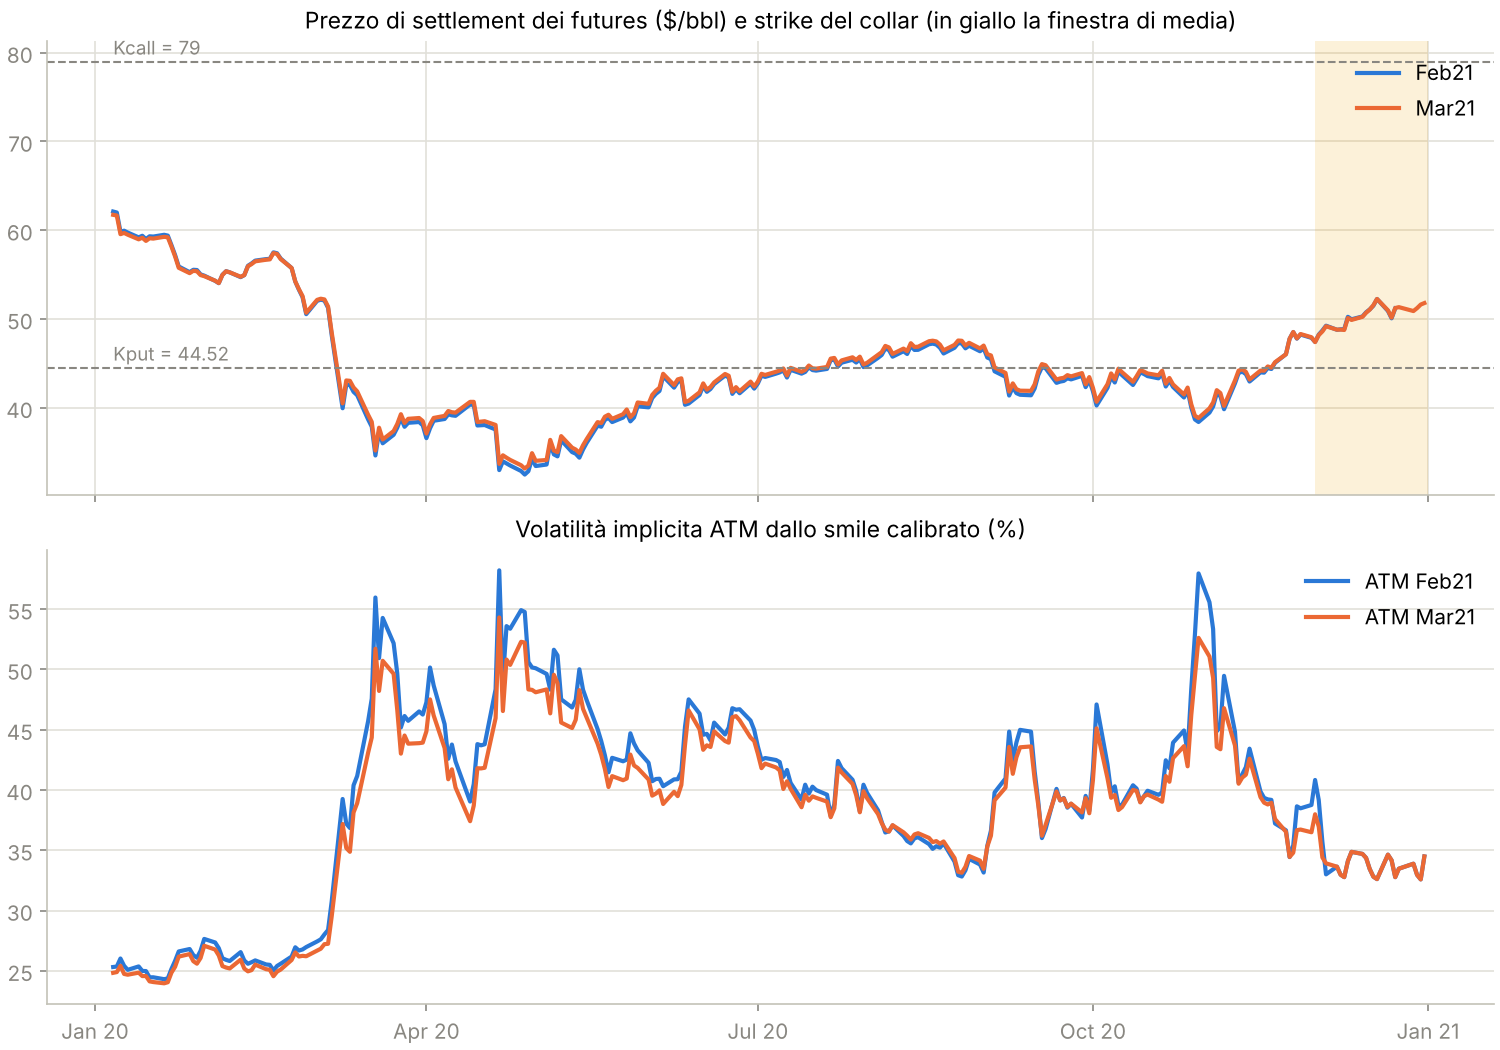 Prezzo di settlement dei futures ($/bbl) e strike del collar (in giallo la finestra di media)
80
Kcall = 79
Feb21
Mar21
70
60
50
Kput = 44.52
40
Volatilità implicita ATM dallo smile calibrato (%)
ATM Feb21
ATM Mar21
55
50
45
40
35
30
25
Jan 20
Apr 20
Jul 20
Oct 20
Jan 21